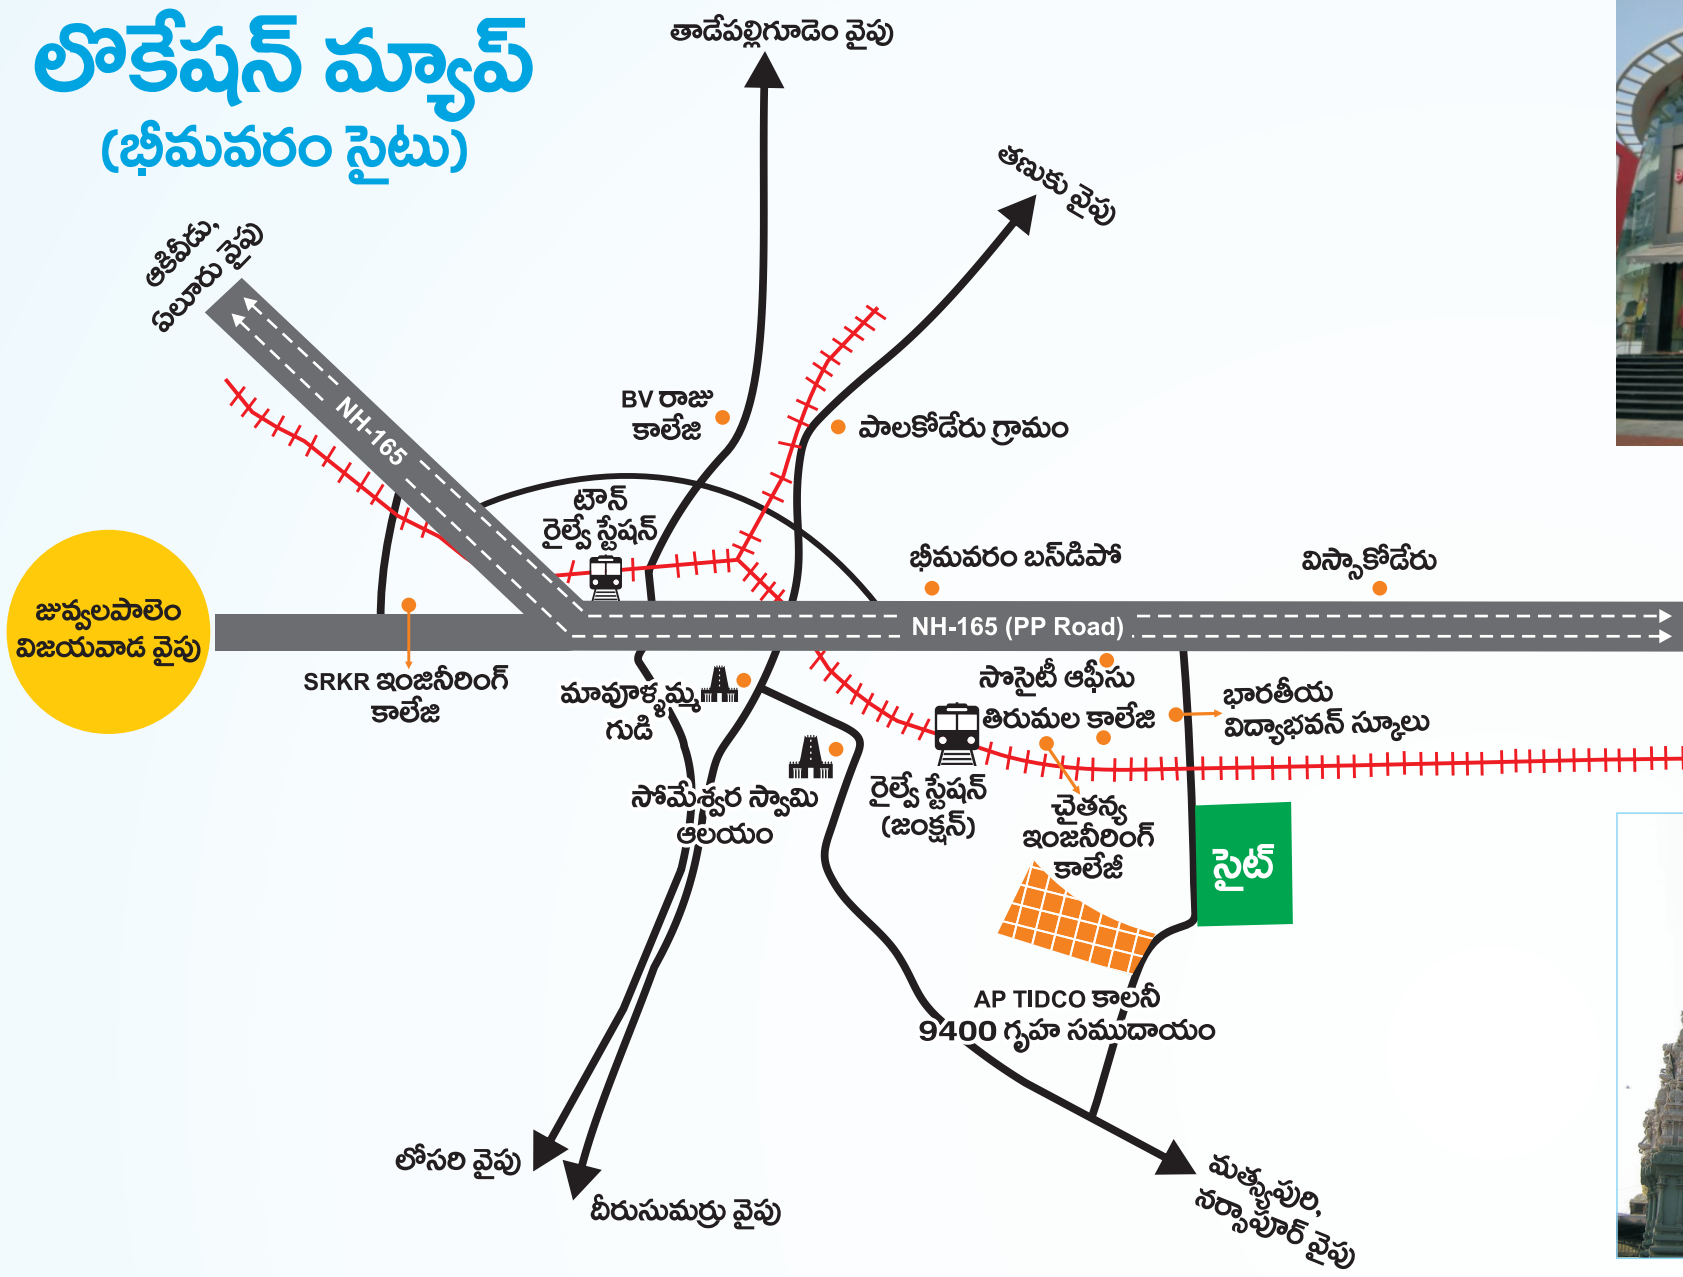 లొకేషన్ మ్యాప్
(భీమవరం సైటు)
తాడేపల్లిగూడెం వైపు
తణుకు వైపు
ఆకివీడు,
ఏలూరు వైపు
NH-165
BV రాజు
కాలేజి
పాలకోడేరు గ్రామం
టౌన్
రైల్వే స్టేషన్
భీమవరం బస్‌డిపో
విస్సాకోడేరు
జువ్వలపాలెం
విజయవాడ వైపు
NH-165 (PP Road)
SRKR ఇంజినీరింగ్
కాలేజి
మావూళ్ళమ్మ
గుడి
సొసైటీ ఆఫీసు
తిరుమల కాలేజి
భారతీయ
విద్యాభవన్ స్కూలు
సోమేశ్వర స్వామి
ఆలయం
రైల్వే స్టేషన్
(జంక్షన్)
చైతన్య
ఇంజనీరింగ్
కాలేజీ
సైట్
AP TIDCO కాలనీ
9400 గృహ సముదాయం
లోసరి వైపు
దీరుసుమర్రు వైపు
మత్స్యపురి,
నర్సాపూర్ వైపు